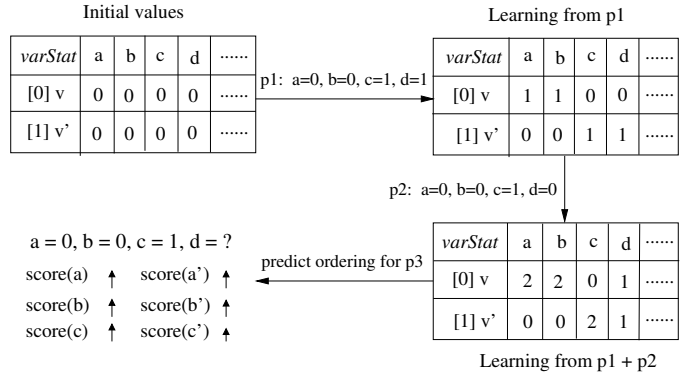 Initial values
varStat a b c d ......
[0] v 0 0 0 0 ......
[1] v' 0 0 0 0 ......
p1: a=0, b=0, c=1, d=1
Learning from p1
varStat a b c d ......
[0] v 1 1 0 0 ......
[1] v' 0 0 1 1 ......
p2: a=0, b=0, c=1, d=0
varStat a b c d ......
[0] v 2 2 0 1 ......
[1] v' 0 0 2 1 ......
Learning from p1 + p2
predict ordering for p3
a = 0, b = 0, c = 1, d = ?
score(a) score(a')
score(b) score(b')
score(c) score(c')